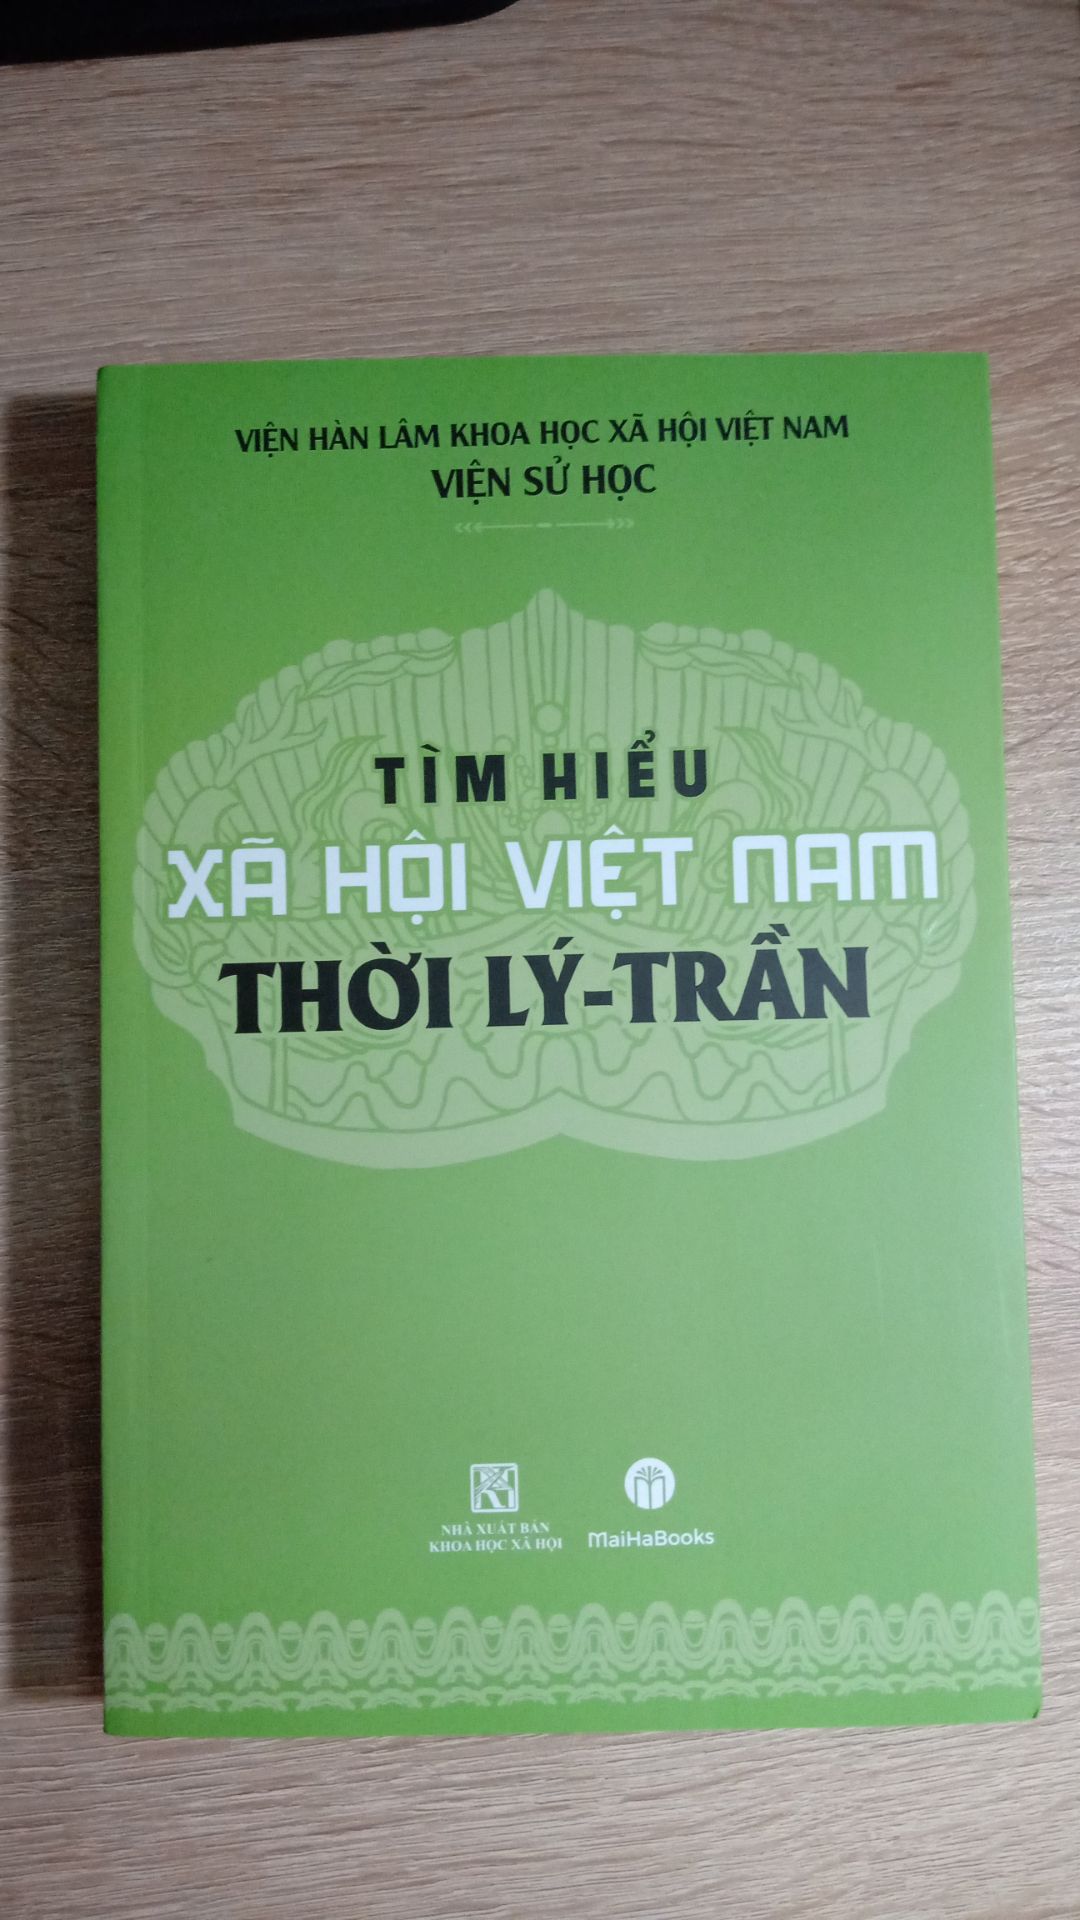 VIỆN HÀN LÂM KHOA HỌC XÃ HỘI VIỆT NAM
VIỆN SỬ HỌC
TÌM HIỂU
XÃ HỘI VIỆT NAM
THỜI LÝ-TRẦN
NHÀ XUẤT BẢN
KHOA HỌC XÃ HỘI
MaiHaBooks